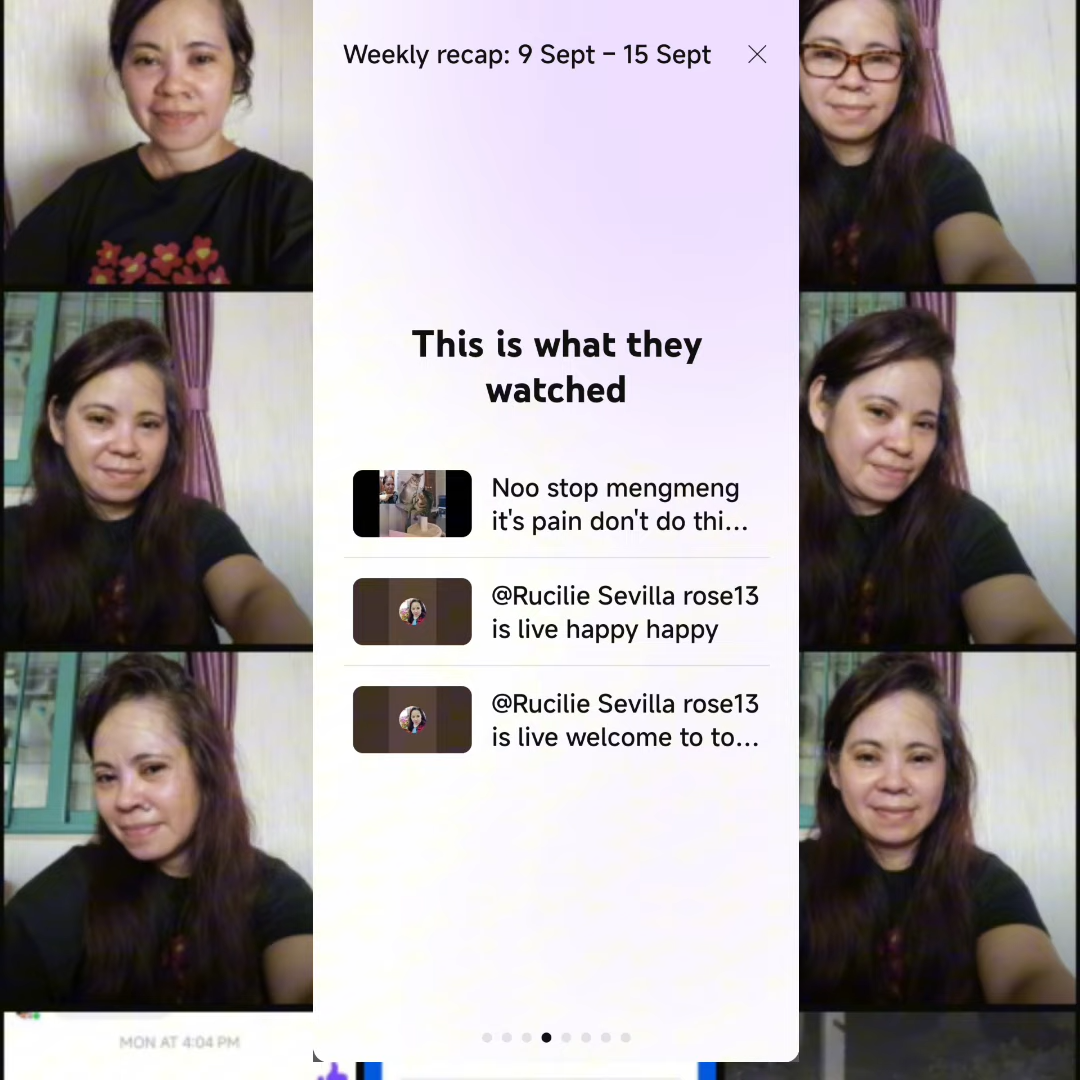 Weekly recap: 9 Sept – 15 Sept
This is what they
watched
Noo stop mengmeng
it's pain don't do thi...
@Rucilie Sevilla rose13
is live happy happy
@Rucilie Sevilla rose13
is live welcome to to...
MON AT 4:04 PM